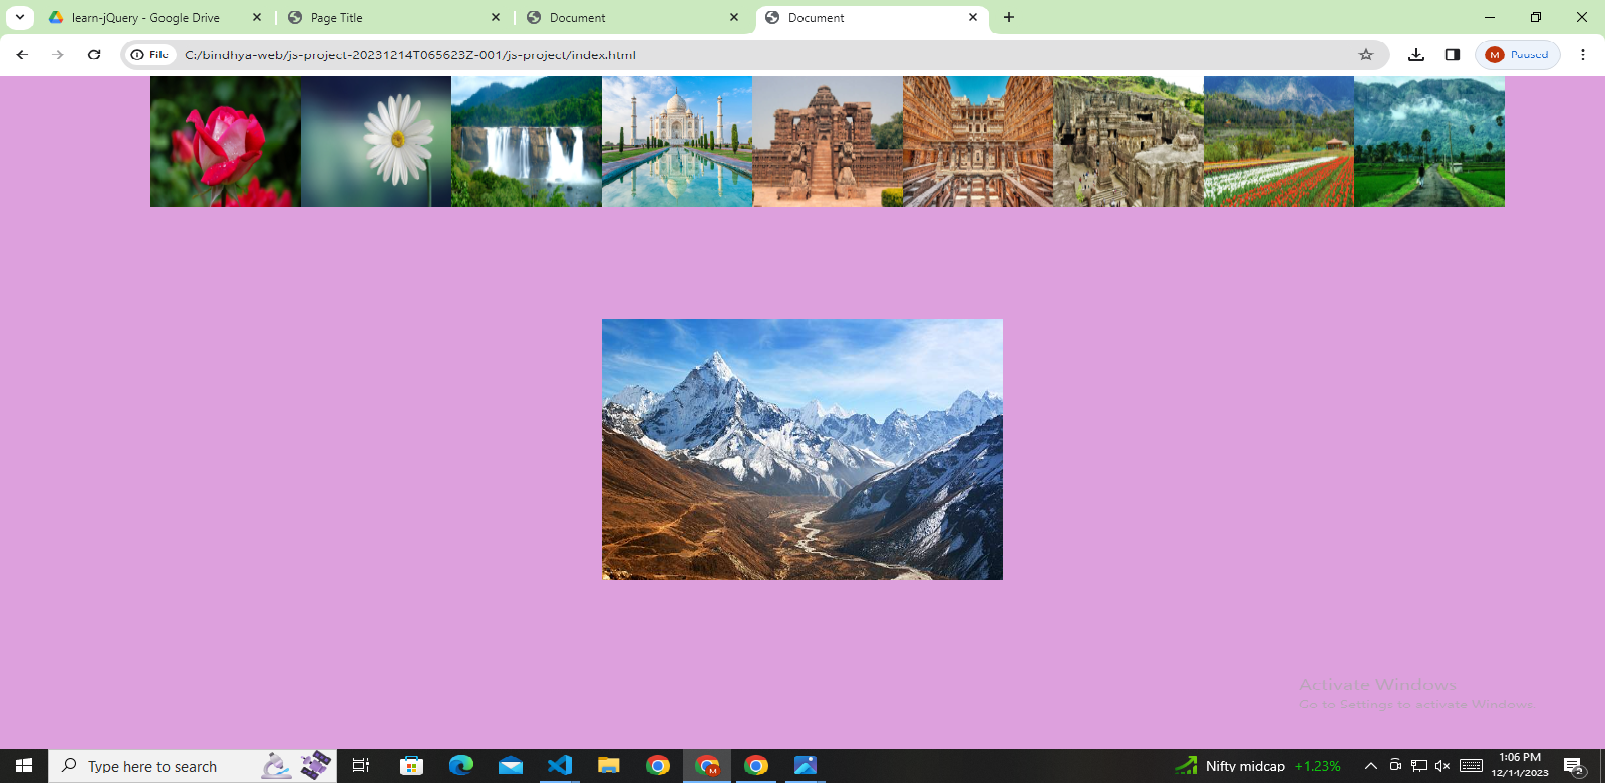 learn-jQuery - Google Drive
Page Title
Document
Document
File
C:/bindhya-web/js-project-20231214T065623Z-001/js-project/index.html
M
Paused
Activate Windows
Go to Settings to activate Windows.
Type here to search
M
Nifty midcap +1.23%
1:06 PM
12/14/2023
2